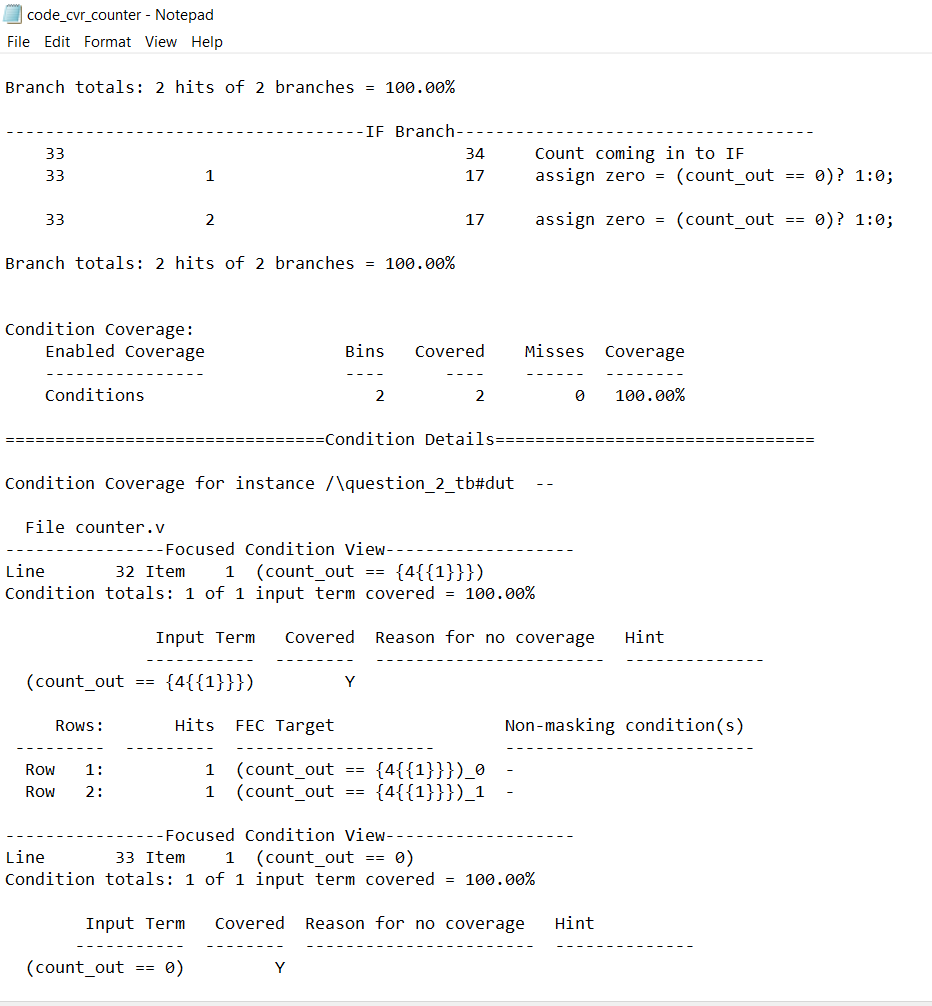 code_cvr_counter - Notepad
File Edit Format View Help
Branch totals: 2 hits of 2 branches = 100.00%
------------------------------------IF Branch------------------------------------
    33                                        34     Count coming in to IF
    33              1                         17     assign zero = (count_out == 0)? 1:0;
    33              2                         17     assign zero = (count_out == 0)? 1:0;
Branch totals: 2 hits of 2 branches = 100.00%
Condition Coverage:
    Enabled Coverage              Bins   Covered    Misses  Coverage
    ----------------              ----      ----    ------  --------
    Conditions                       2         2         0   100.00%
================================Condition Details================================
Condition Coverage for instance /\question_2_tb#dut  --
  File counter.v
----------------Focused Condition View-------------------
Line       32 Item    1  (count_out == {4{{1}}})
Condition totals: 1 of 1 input term covered = 100.00%
               Input Term   Covered  Reason for no coverage   Hint
              -----------  --------  -----------------------  --------------
  (count_out == {4{{1}}})         Y
     Rows:       Hits  FEC Target                 Non-masking condition(s)
 ---------  ---------  --------------------       -------------------------
  Row   1:          1  (count_out == {4{{1}}})_0  -
  Row   2:          1  (count_out == {4{{1}}})_1  -
----------------Focused Condition View-------------------
Line       33 Item    1  (count_out == 0)
Condition totals: 1 of 1 input term covered = 100.00%
        Input Term   Covered  Reason for no coverage   Hint
       -----------  --------  -----------------------  --------------
  (count_out == 0)         Y